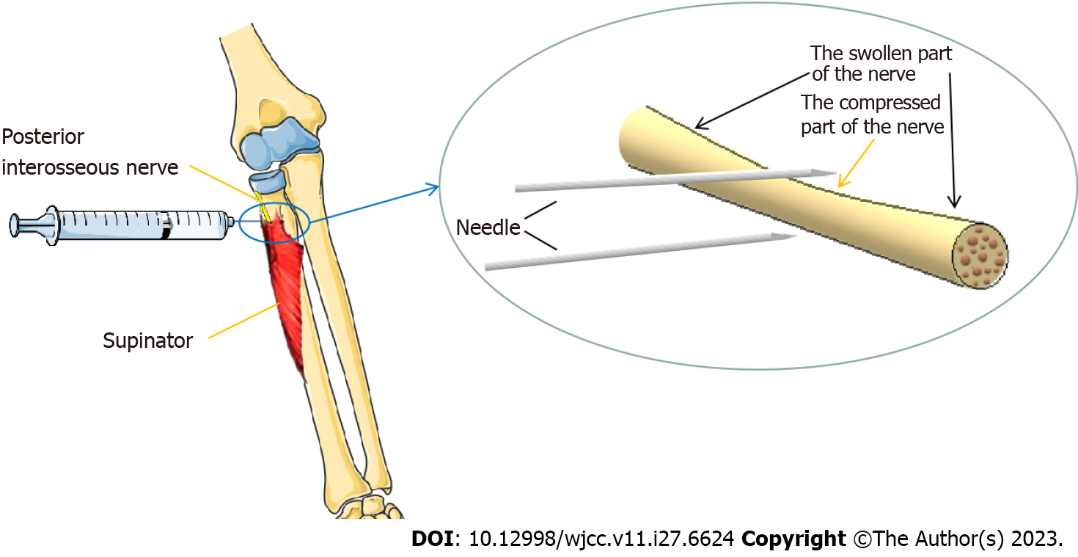 The swollen part
of the nerve
The compressed
part of the nerve
Posterior
interosseous nerve
Needle
Supinator
DOI: 10.12998/wjcc.v11.i27.6624 Copyright ©The Author(s) 2023.